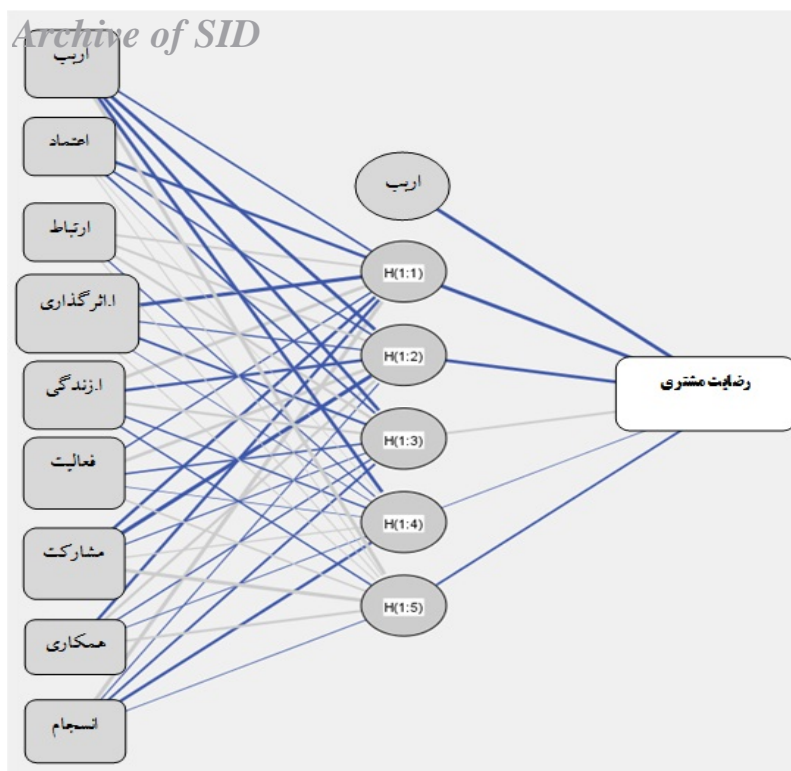 Archive of SID
اریب
اعتماد
ارتباط
ا.اثرگذاری
ا.زندگی
فعالیت
مشارکت
همکاری
انسجام
اریب
H(1:1)
H(1:2)
H(1:3)
H(1:4)
H(1:5)
رضایت مشتری